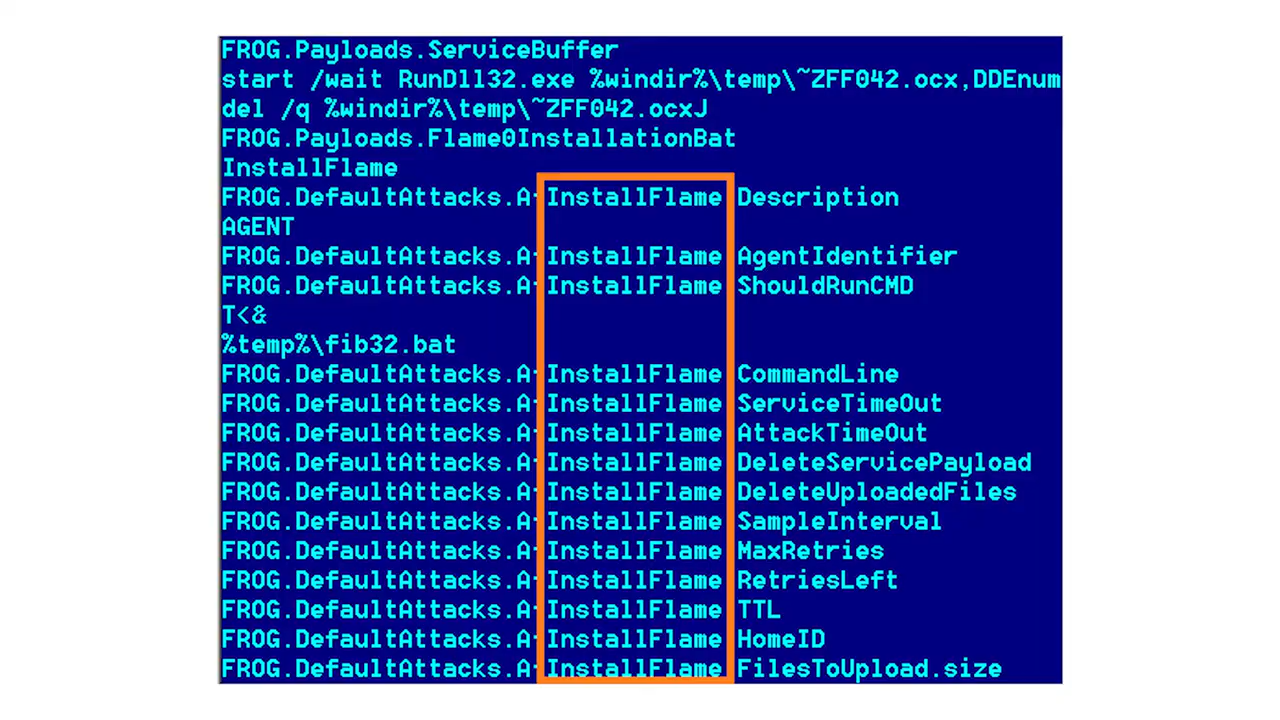 FROG.Payloads.ServiceBuffer
start /wait RunDll32.exe %windir%\temp\~ZFF042.ocx,DDEnum
del /q %windir%\temp\~ZFF042.ocxJ
FROG.Payloads.Flame0InstallationBat
InstallFlame
FROG.DefaultAttacks.A InstallFlame Description
AGENT
FROG.DefaultAttacks.A InstallFlame AgentIdentifier
FROG.DefaultAttacks.A InstallFlame ShouldRunCMD
T<&
%temp%\fib32.bat
FROG.DefaultAttacks.A InstallFlame CommandLine
FROG.DefaultAttacks.A InstallFlame ServiceTimeOut
FROG.DefaultAttacks.A InstallFlame AttackTimeOut
FROG.DefaultAttacks.A InstallFlame DeleteServicePayload
FROG.DefaultAttacks.A InstallFlame DeleteUploadedFiles
FROG.DefaultAttacks.A InstallFlame SampleInterval
FROG.DefaultAttacks.A InstallFlame MaxRetries
FROG.DefaultAttacks.A InstallFlame RetriesLeft
FROG.DefaultAttacks.A InstallFlame TTL
FROG.DefaultAttacks.A InstallFlame HomeID
FROG.DefaultAttacks.A InstallFlame FilesToUpload.size